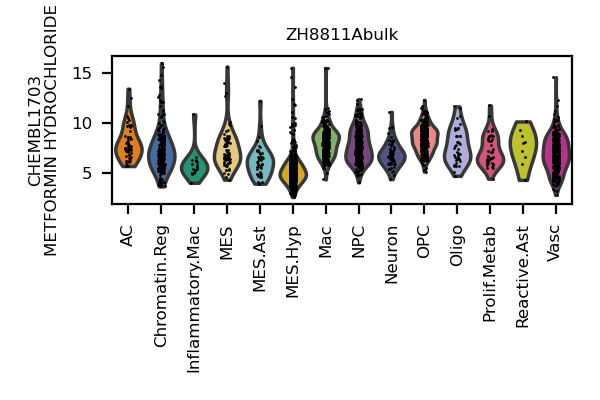 ZH8811Abulk
CHEMBL1703
METFORMIN HYDROCHLORIDE
15
10
5
AC
Chromatin.Reg
Inflammatory.Mac
MES
MES.Ast
MES.Hyp
Mac
NPC
Neuron
OPC
Oligo
Prolif.Metab
Reactive.Ast
Vasc